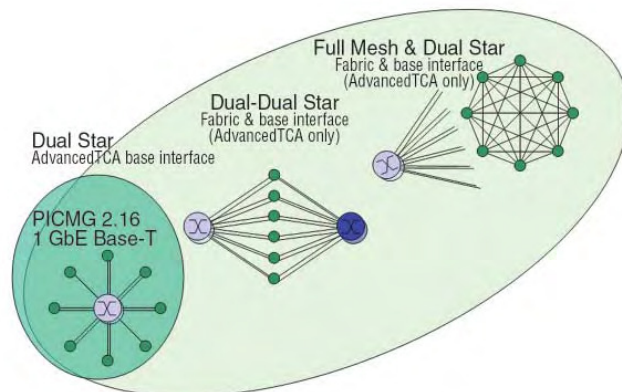 Full Mesh & Dual Star
Fabric & base interface
(AdvancedTCA only)
Dual-Dual Star
Fabric & base interface
(AdvancedTCA only)
Dual Star
AdvancedTCA base interface
PICMG 2.16
1 GbE Base-T